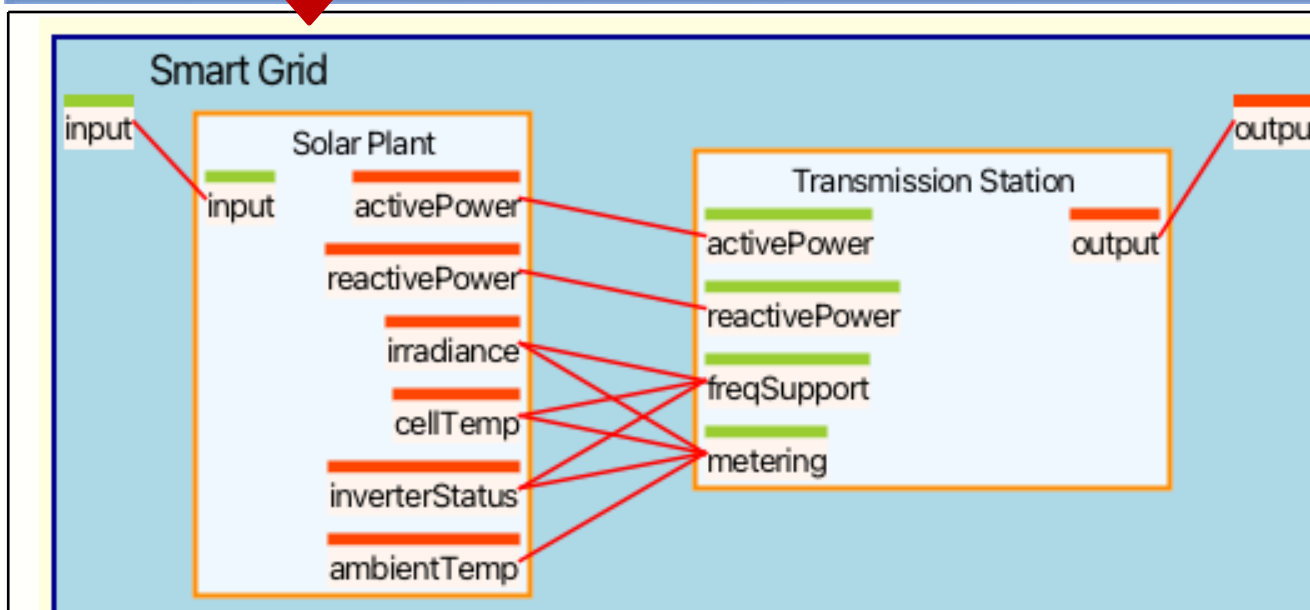 Smart Grid
input
outpu
Solar Plant
input
activePower
reactivePower
irradiance
cellTemp
inverterStatus
ambientTemp
Transmission Station
activePower
reactivePower
freqSupport
metering
output